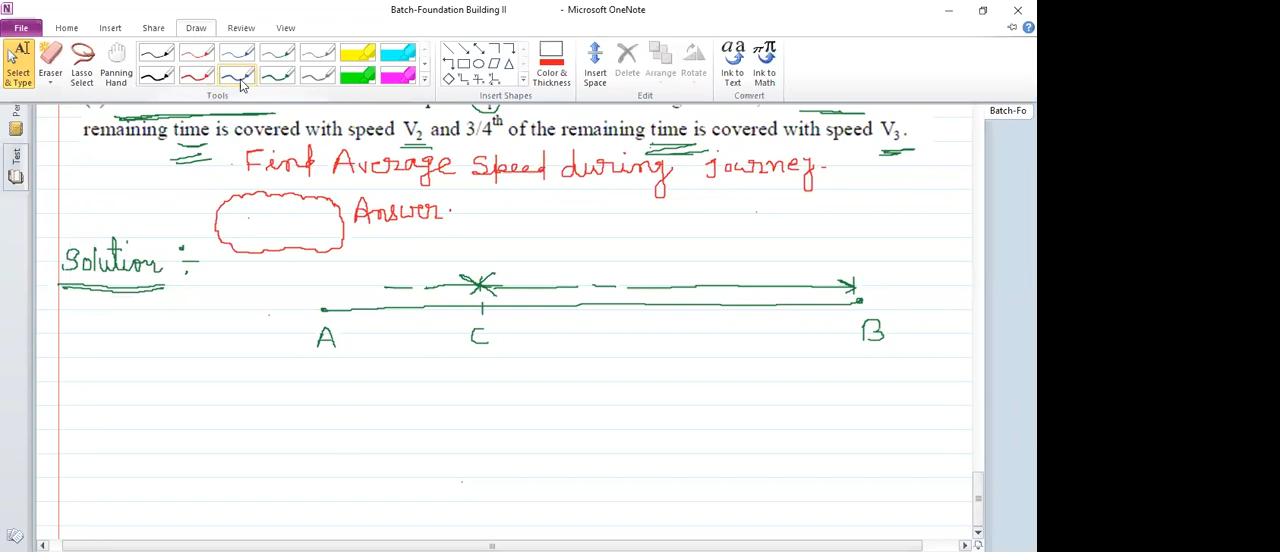 Batch-Foundation Building II - Microsoft OneNote
File Home Insert Share Draw Review View
Select & Type Eraser Lasso Select Panning Hand Color & Thickness Insert Space Delete Arrange Rotate Ink to Text Ink to Math
Tools Insert Shapes Edit Convert
Batch-Fo
remaining time is covered with speed V2 and 3/4th of the remaining time is covered with speed V3.
Find Average Speed during journey.
Answer.
Solution :-
A C B
Test